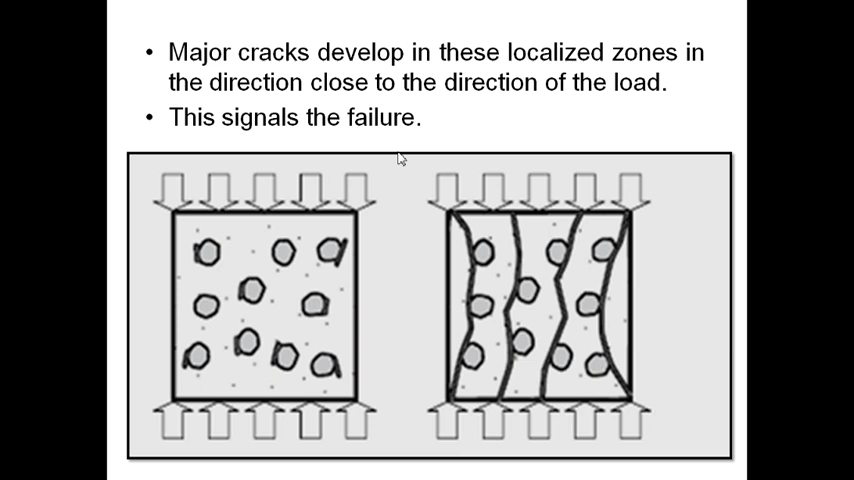 • Major cracks develop in these localized zones in
the direction close to the direction of the load.
• This signals the failure.